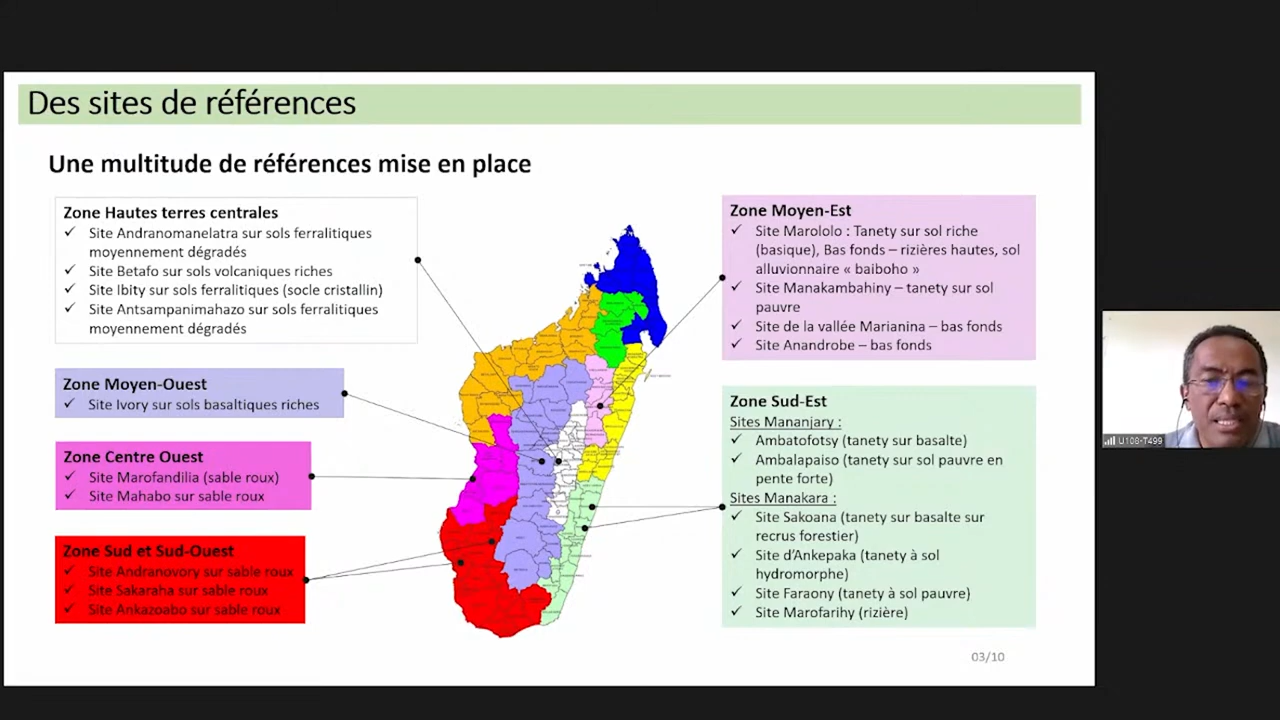 Des sites de références
Une multitude de références mise en place
Zone Hautes terres centrales
✓ Site Andranomanelatra sur sols ferralitiques
moyennement dégradés
✓ Site Betafo sur sols volcaniques riches
✓ Site Ibity sur sols ferralitiques (socle cristallin)
✓ Site Antsampanimahazo sur sols ferralitiques
moyennement dégradés
Zone Moyen-Ouest
✓ Site Ivory sur sols basaltiques riches
Zone Centre Ouest
✓ Site Marofandilia (sable roux)
✓ Site Mahabo sur sable roux
Zone Sud et Sud-Ouest
✓ Site Andranovory sur sable roux
✓ Site Sakaraha sur sable roux
✓ Site Ankazoabo sur sable roux
Zone Moyen-Est
✓ Site Marololo : Tanety sur sol riche
(basique), Bas fonds – rizières hautes, sol
alluvionnaire « baiboho »
✓ Site Manakambahiny – tanety sur sol
pauvre
✓ Site de la vallée Marianina – bas fonds
✓ Site Anandrobe – bas fonds
Zone Sud-Est
Sites Mananjary :
✓ Ambatofotsy (tanety sur basalte)
✓ Ambalapaiso (tanety sur sol pauvre en
pente forte)
Sites Manakara :
✓ Site Sakoana (tanety sur basalte sur
recrus forestier)
✓ Site d'Ankepaka (tanety à sol
hydromorphe)
✓ Site Faraony (tanety à sol pauvre)
✓ Site Marofarihy (rizière)
03/10
U108-T499